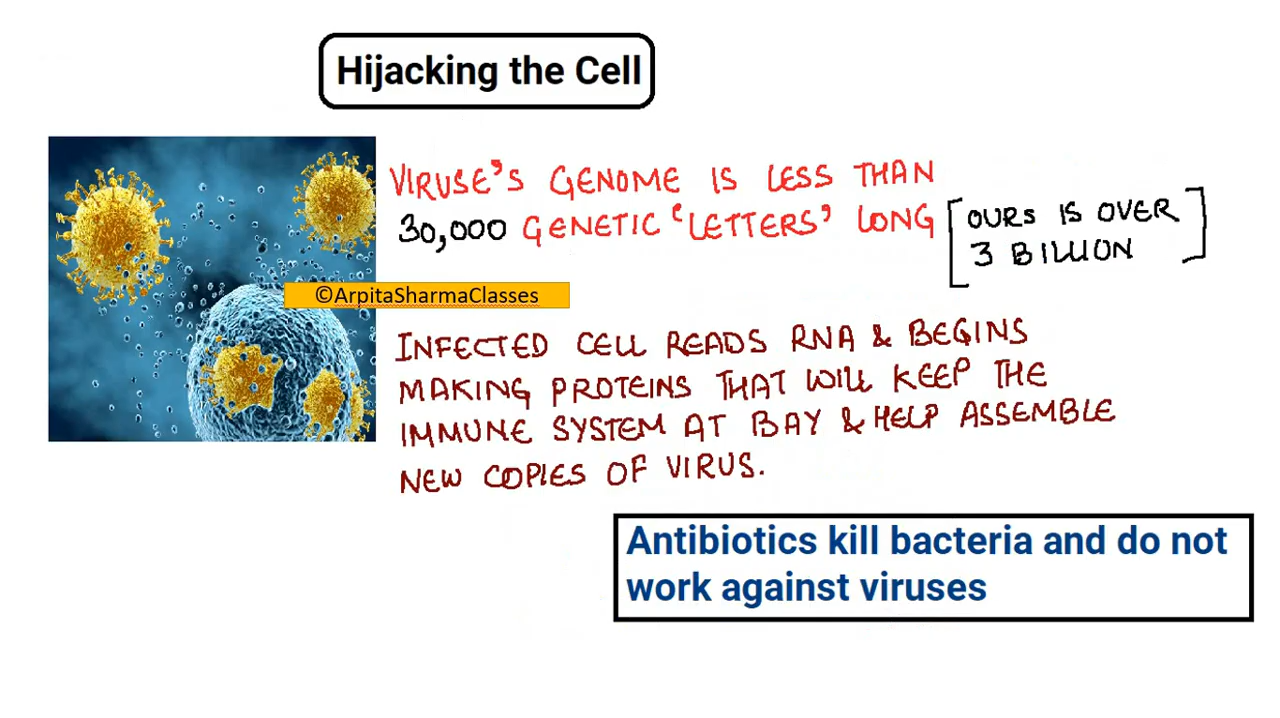 Hijacking the Cell
VIRUSE'S GENOME IS LESS THAN
30,000 GENETIC 'LETTERS' LONG
[OURS IS OVER
3 BILLION]
©ArpitaSharmaClasses
INFECTED CELL READS RNA & BEGINS
MAKING PROTEINS THAT WILL KEEP THE
IMMUNE SYSTEM AT BAY & HELP ASSEMBLE
NEW COPIES OF VIRUS.
Antibiotics kill bacteria and do not
work against viruses